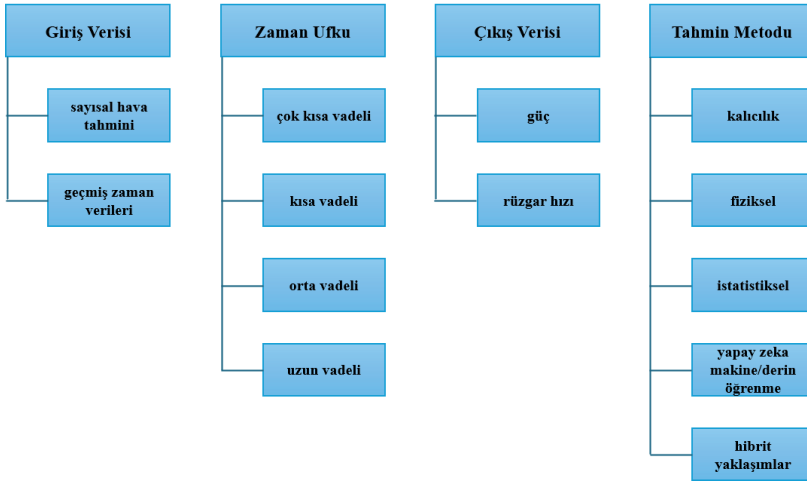 Giriş Verisi
sayısal hava
tahmini
geçmiş zaman
verileri
Zaman Ufku
çok kısa vadeli
kısa vadeli
orta vadeli
uzun vadeli
Çıkış Verisi
güç
rüzgar hızı
Tahmin Metodu
kalıcılık
fiziksel
istatistiksel
yapay zeka
makine/derin
öğrenme
hibrit
yaklaşımlar